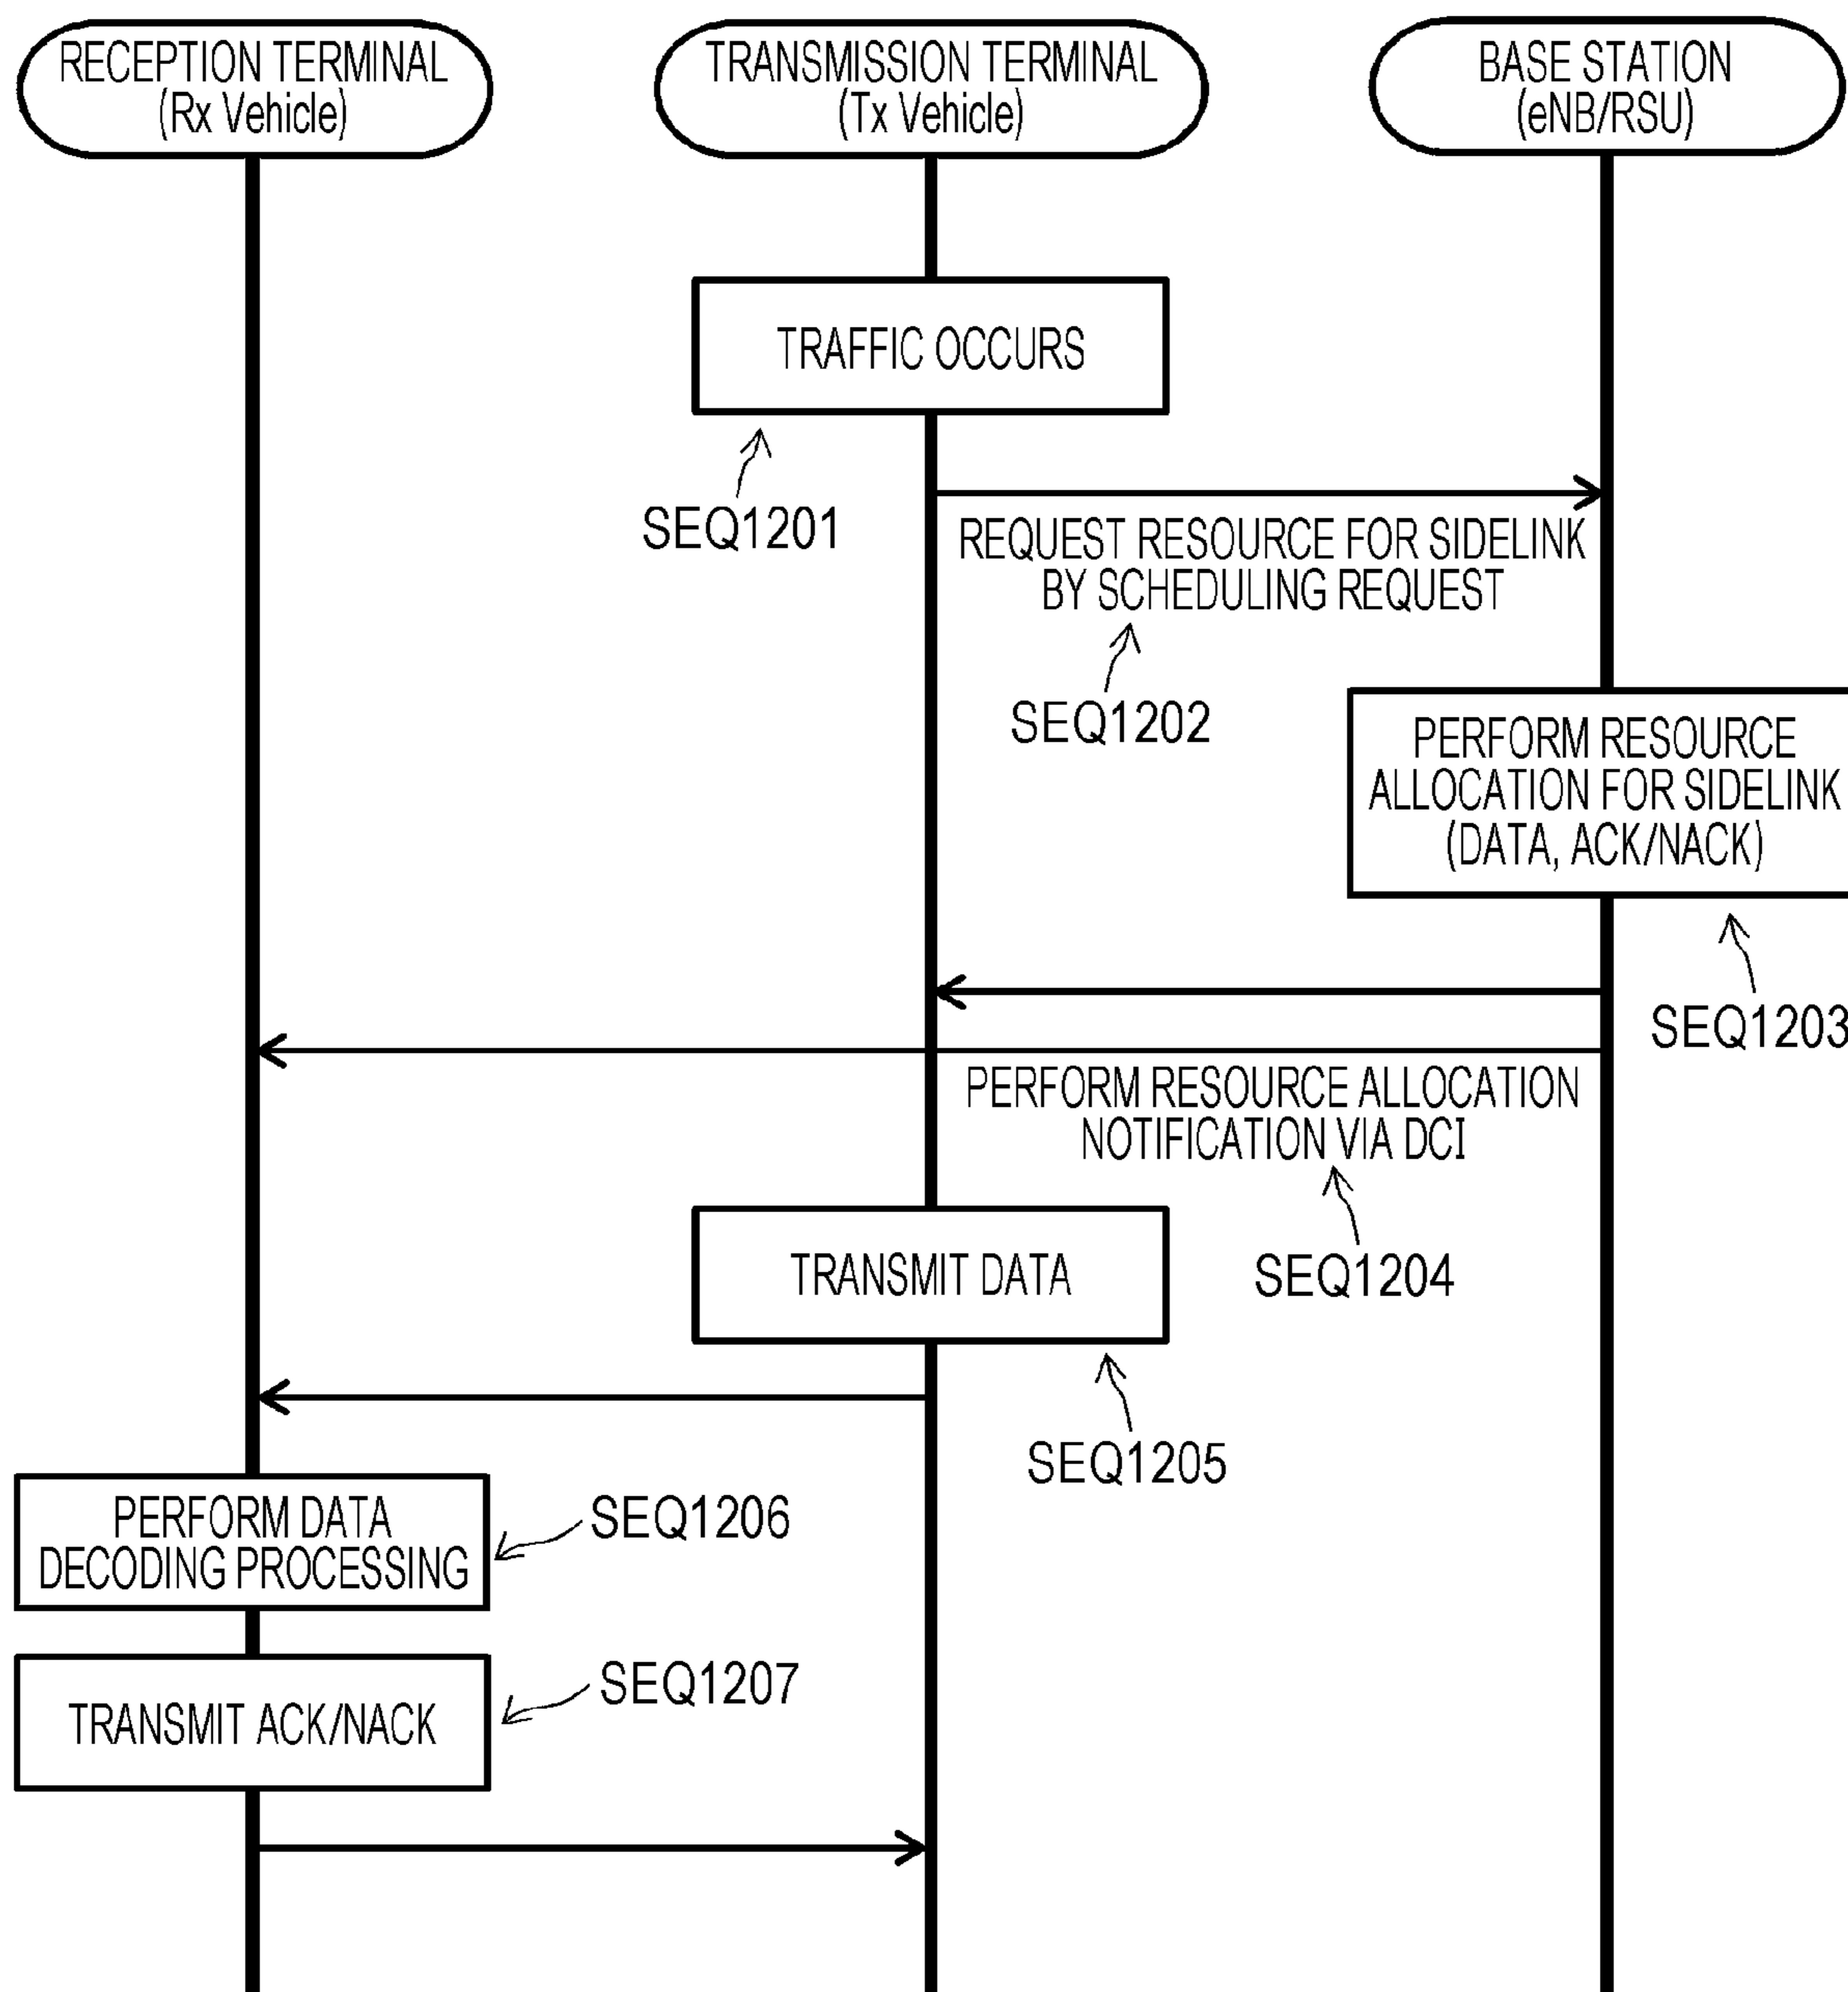 RECEPTION TERMINAL
(Rx Vehicle)
TRANSMISSION TERMINAL
(Tx Vehicle)
BASE STATION
(eNB/RSU)
TRAFFIC OCCURS
SEQ1201
REQUEST RESOURCE FOR SIDELINK
BY SCHEDULING REQUEST
SEQ1202
PERFORM RESOURCE
ALLOCATION FOR SIDELINK
(DATA, ACK/NACK)
SEQ1203
PERFORM RESOURCE ALLOCATION
NOTIFICATION VIA DCI
SEQ1204
TRANSMIT DATA
SEQ1205
PERFORM DATA
DECODING PROCESSING
SEQ1206
TRANSMIT ACK/NACK
SEQ1207